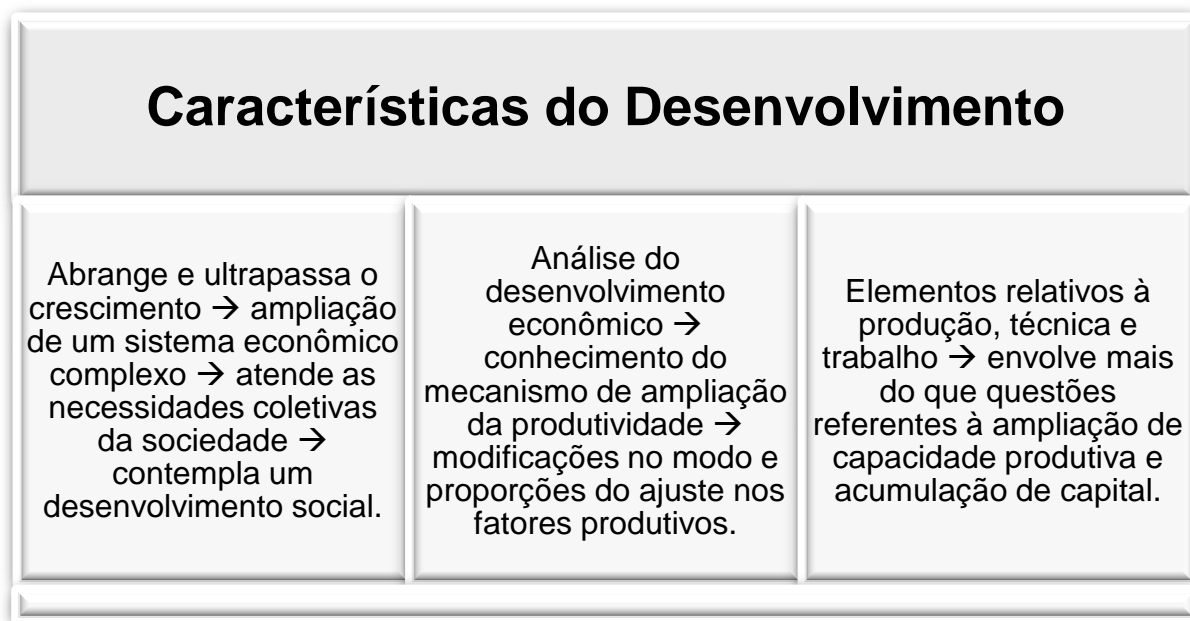 Características do Desenvolvimento
Abrange e ultrapassa o
crescimento → ampliação
de um sistema econômico
complexo → atende as
necessidades coletivas
da sociedade →
contempla um
desenvolvimento social.
Análise do
desenvolvimento
econômico →
conhecimento do
mecanismo de ampliação
da produtividade →
modificações no modo e
proporções do ajuste nos
fatores produtivos.
Elementos relativos à
produção, técnica e
trabalho → envolve mais
do que questões
referentes à ampliação de
capacidade produtiva e
acumulação de capital.